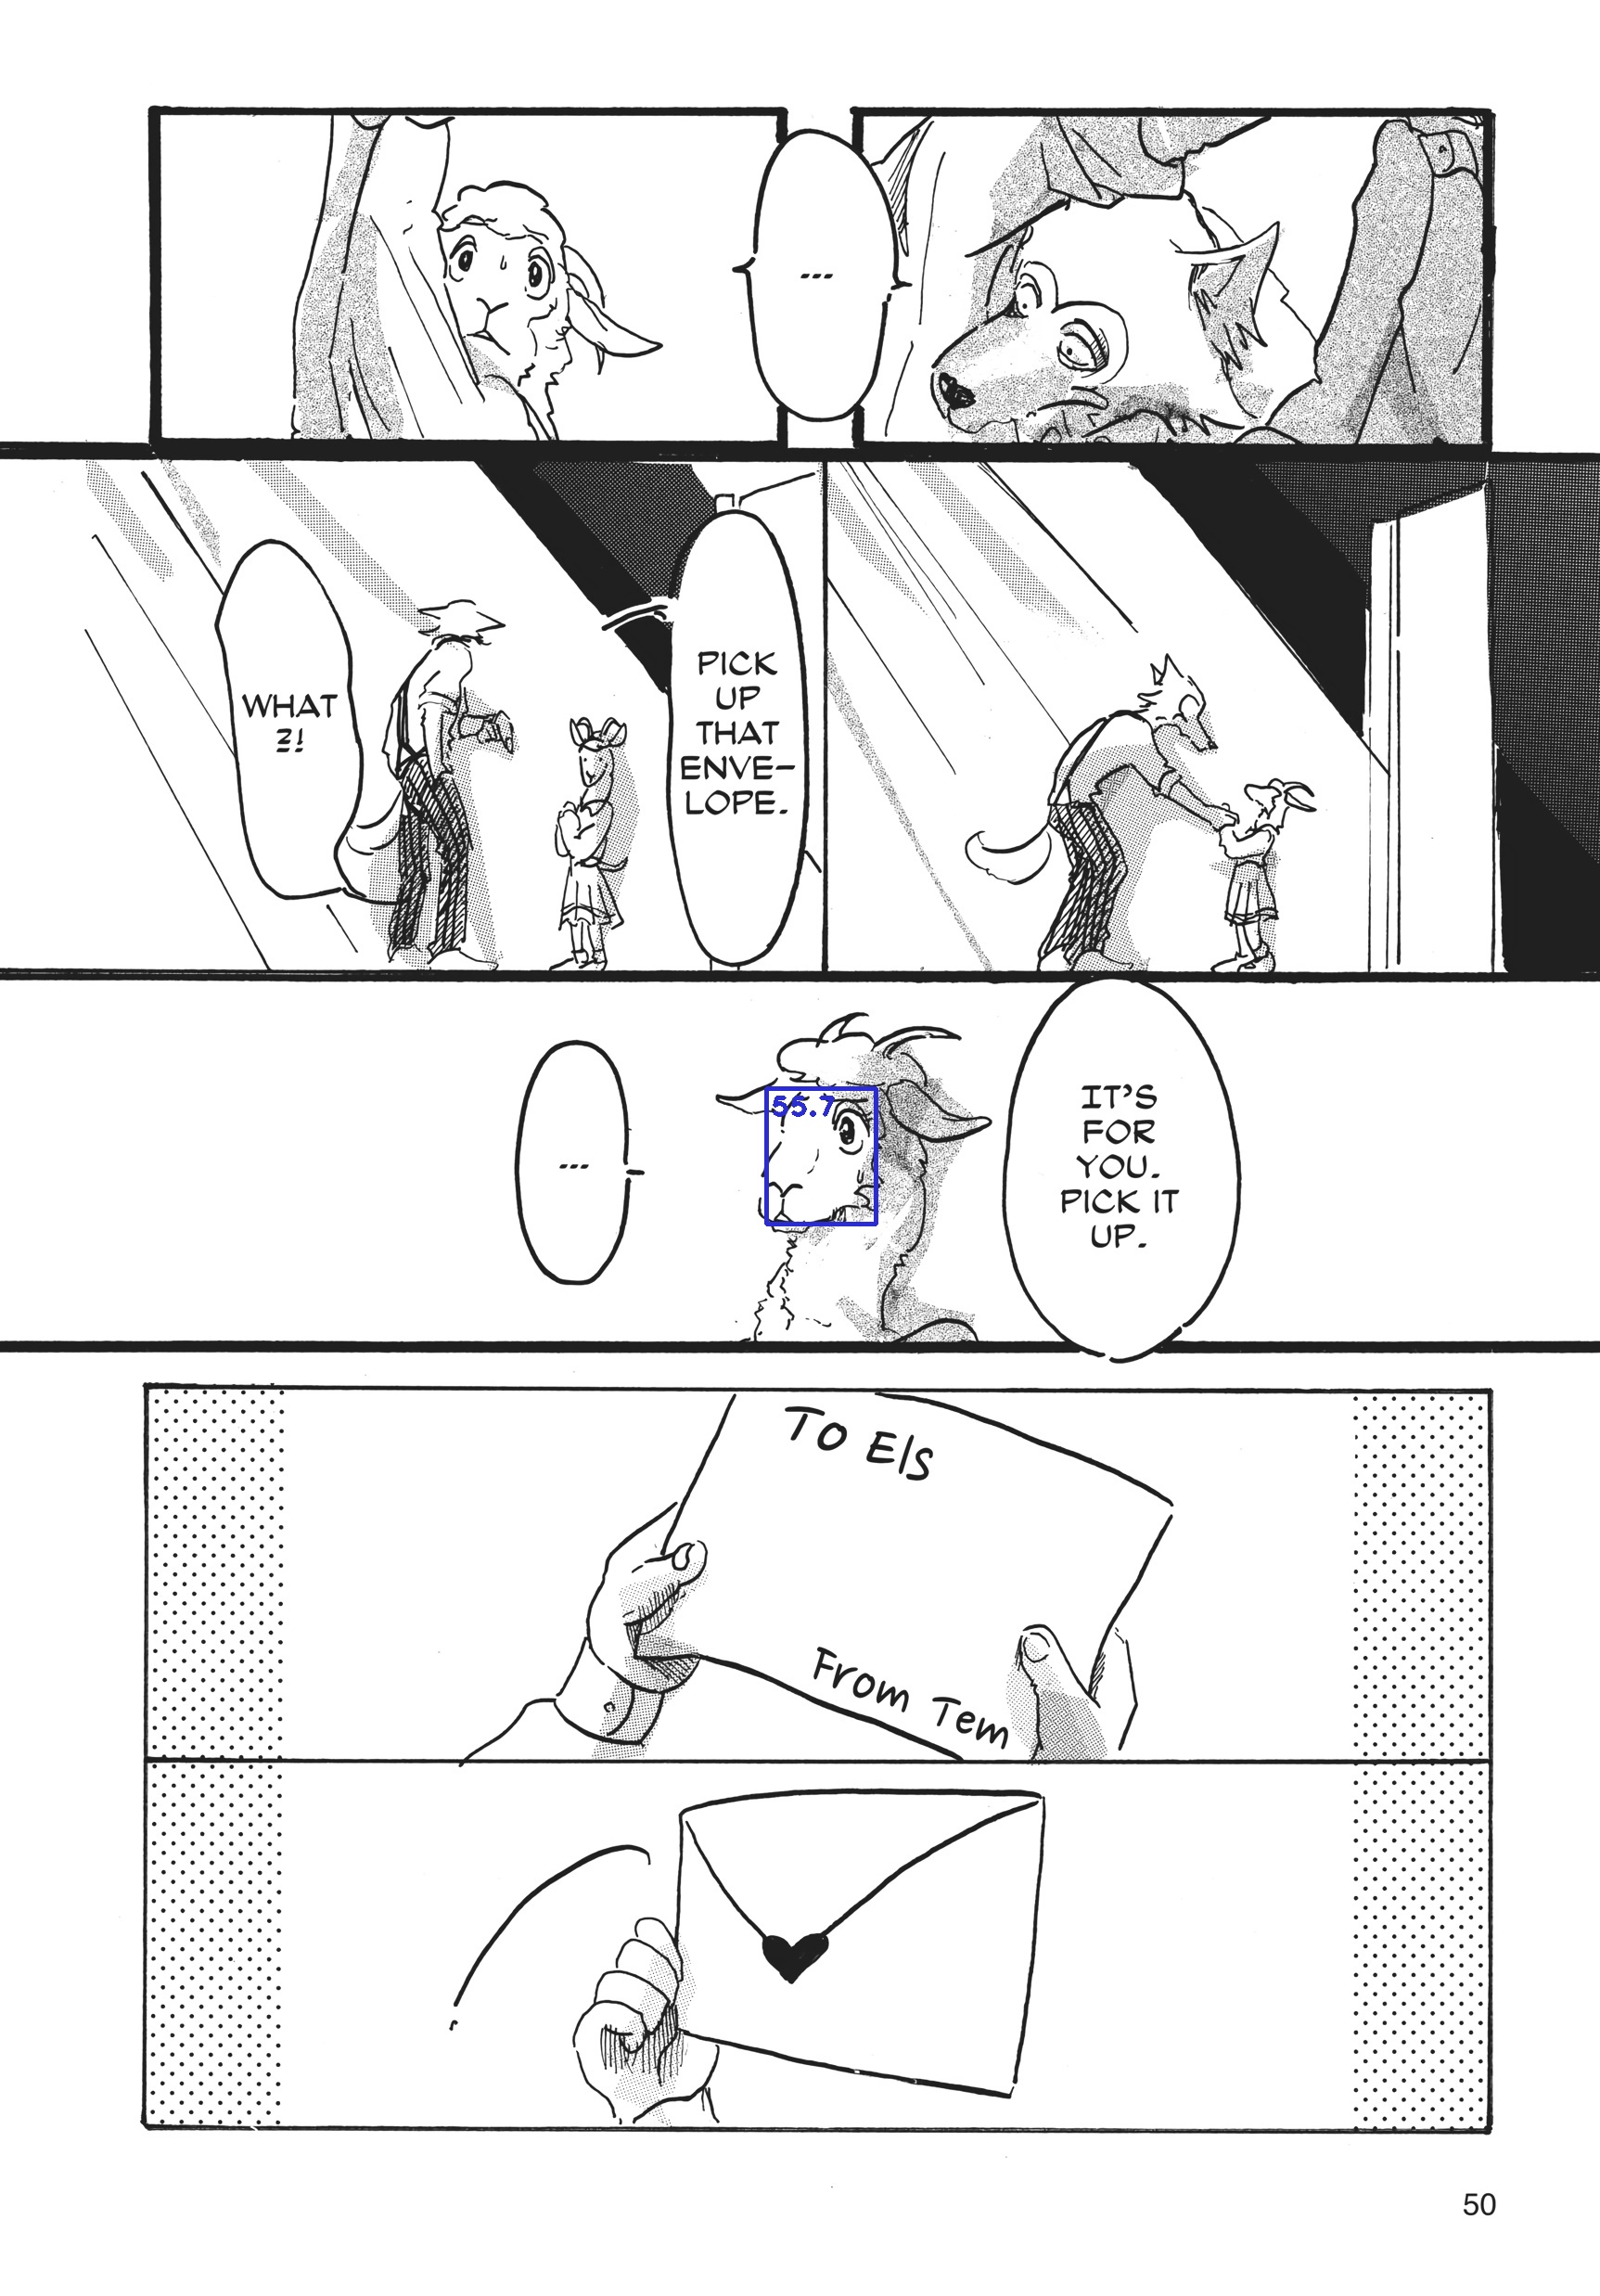 ...
PICK
UP
THAT
ENVE-
LOPE.
WHAT
?!
IT'S
FOR
YOU.
PICK IT
UP.
55.7
...
To Els
From Tem
50